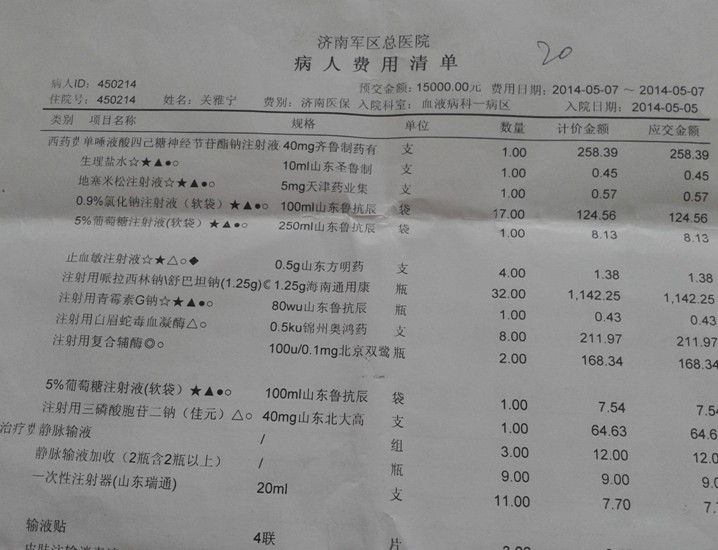 济南军区总医院
20
病人费用清单
病人ID: 450214 预交金额: 15000.00元 费用日期: 2014-05-07 ~ 2014-05-07
住院号: 450214 姓名: 关雅宁 费别: 济南医保 入院科室: 血液病科一病区 入院日期: 2014-05-05
类别 项目名称 规格 单位 数量 计价金额 应交金额
西药费 单唾液酸四己糖神经节苷酯钠注射液 40mg齐鲁制药有 支 1.00 258.39 258.39
生理盐水☆★▲●○ 10ml山东圣鲁制 支 1.00 0.45 0.45
地塞米松注射液☆★▲●○ 5mg天津药业集 支 1.00 0.57 0.57
0.9%氯化钠注射液（软袋）★▲●○ 100ml山东鲁抗辰 袋 17.00 124.56 124.56
5%葡萄糖注射液(软袋）★▲●○ 250ml山东鲁抗辰 袋 1.00 8.13 8.13
止血敏注射液☆★△○◆ 0.5g山东方明药 支 4.00 1.38 1.38
注射用哌拉西林钠\舒巴坦钠(1.25g)© 1.25g海南通用康 瓶 32.00 1,142.25 1,142.25
注射用青霉素G钠☆★▲●○ 80wu山东鲁抗辰 瓶 1.00 0.43 0.43
注射用白眉蛇毒血凝酶△○ 0.5ku锦州奥鸿药 支 8.00 211.97 211.97
注射用复合辅酶◎○ 100u/0.1mg北京双鹭 瓶 2.00 168.34 168.34
5%葡萄糖注射液(软袋）★▲●○ 100ml山东鲁抗辰 袋 1.00 7.54 7.54
注射用三磷酸胞苷二钠（佳元）△○ 40mg山东北大高 支 1.00 64.63 64.6
治疗费 静脉输液 / 组 3.00 12.00 12.0
静脉输液加收（2瓶含2瓶以上） / 瓶 9.00 9.00 9.0
一次性注射器(山东瑞通) 20ml 支 11.00 7.70 7.
输液贴 4联 片